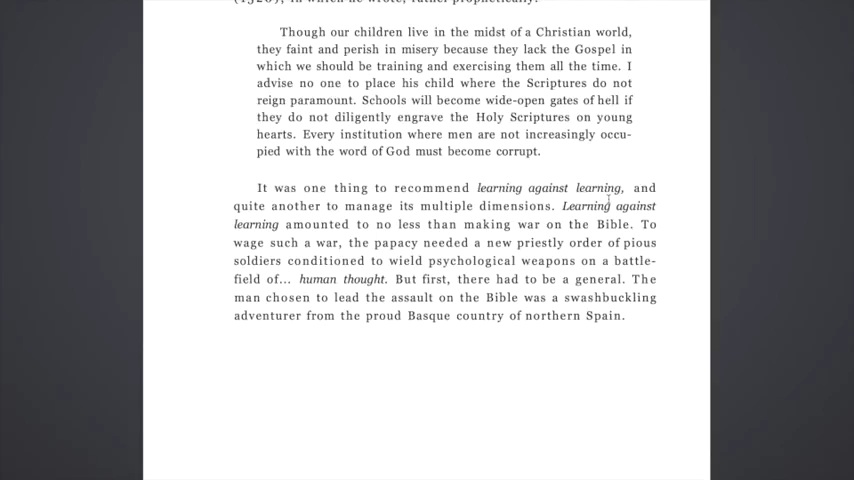 (1520), in which he wrote, rather prophetically:
Though our children live in the midst of a Christian world,
they faint and perish in misery because they lack the Gospel in
which we should be training and exercising them all the time. I
advise no one to place his child where the Scriptures do not
reign paramount. Schools will become wide-open gates of hell if
they do not diligently engrave the Holy Scriptures on young
hearts. Every institution where men are not increasingly occu-
pied with the word of God must become corrupt.
It was one thing to recommend learning against learning, and
quite another to manage its multiple dimensions. Learning against
learning amounted to no less than making war on the Bible. To
wage such a war, the papacy needed a new priestly order of pious
soldiers conditioned to wield psychological weapons on a battle-
field of... human thought. But first, there had to be a general. The
man chosen to lead the assault on the Bible was a swashbuckling
adventurer from the proud Basque country of northern Spain.